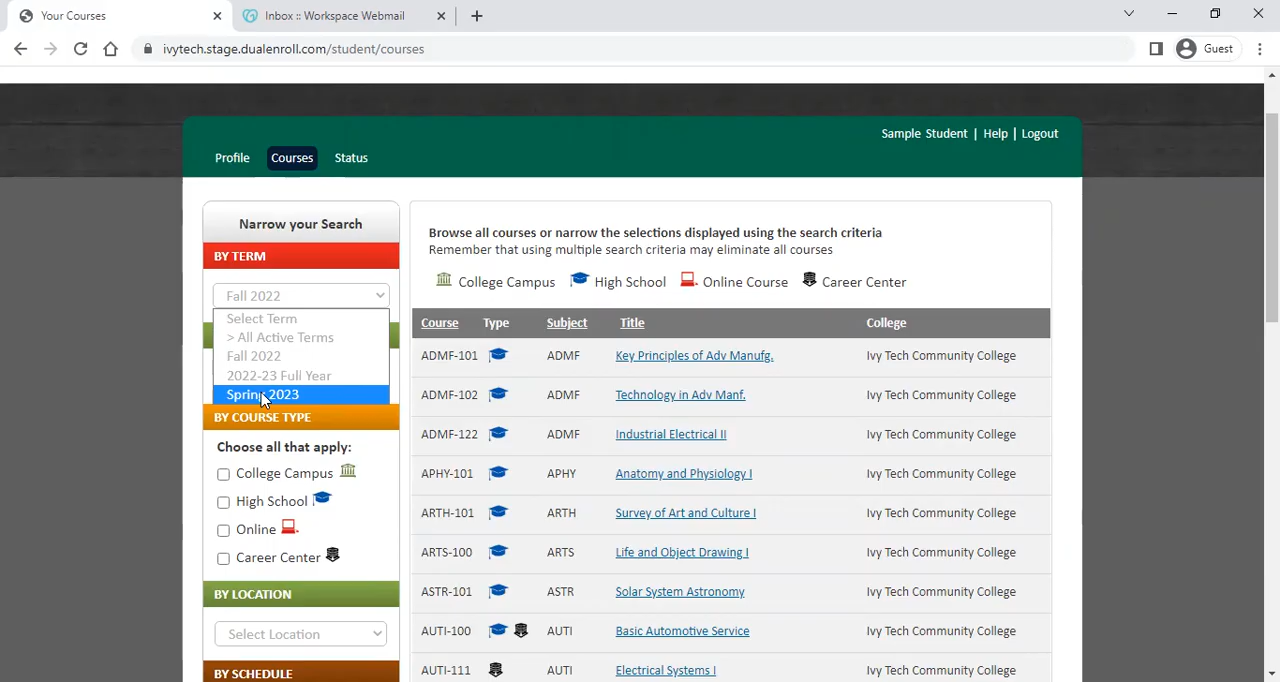 Your Courses
Inbox :: Workspace Webmail
ivytech.stage.dualenroll.com/student/courses
Guest
Sample Student | Help | Logout
Profile Courses Status
Narrow your Search
BY TERM
Fall 2022
Select Term
> All Active Terms
Fall 2022
2022-23 Full Year
Spring 2023
BY COURSE TYPE
Choose all that apply:
College Campus
High School
Online
Career Center
BY LOCATION
Select Location
BY SCHEDULE
Browse all courses or narrow the selections displayed using the search criteria
Remember that using multiple search criteria may eliminate all courses
College Campus High School Online Course Career Center
Course Type Subject Title College
ADMF-101 ADMF Key Principles of Adv Manufg. Ivy Tech Community College
ADMF-102 ADMF Technology in Adv Manf. Ivy Tech Community College
ADMF-122 ADMF Industrial Electrical II Ivy Tech Community College
APHY-101 APHY Anatomy and Physiology I Ivy Tech Community College
ARTH-101 ARTH Survey of Art and Culture I Ivy Tech Community College
ARTS-100 ARTS Life and Object Drawing I Ivy Tech Community College
ASTR-101 ASTR Solar System Astronomy Ivy Tech Community College
AUTI-100 AUTI Basic Automotive Service Ivy Tech Community College
AUTI-111 AUTI Electrical Systems I Ivy Tech Community College